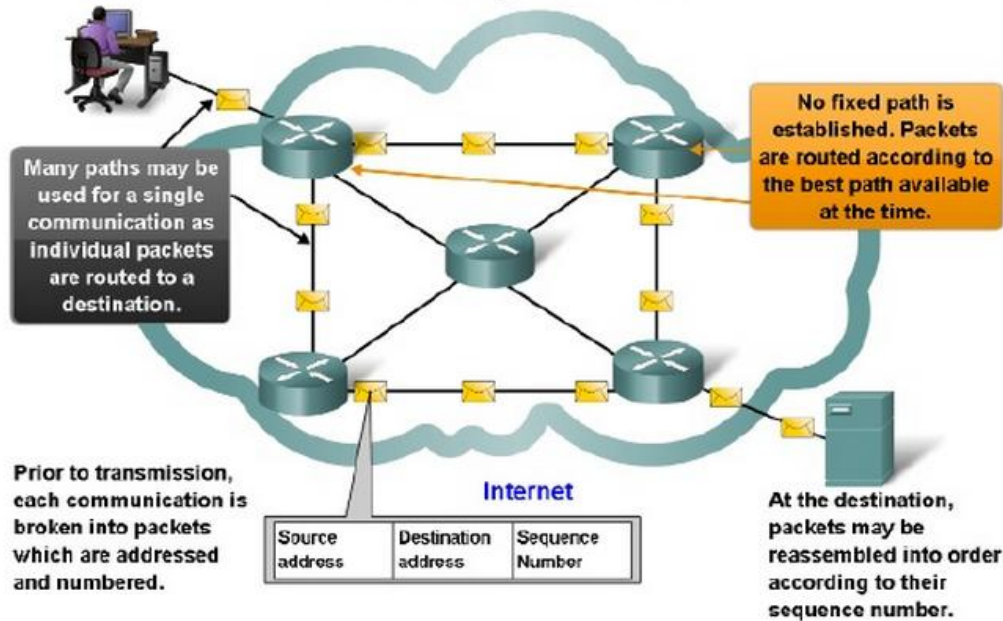 No fixed path is
established. Packets
are routed according to
the best path available
at the time.
Many paths may be
used for a single
communication as
individual packets
are routed to a
destination.
Prior to transmission,
each communication is
broken into packets
which are addressed
and numbered.
Internet
Source
address
Destination
address
Sequence
Number
At the destination,
packets may be
reassembled into order
according to their
sequence number.